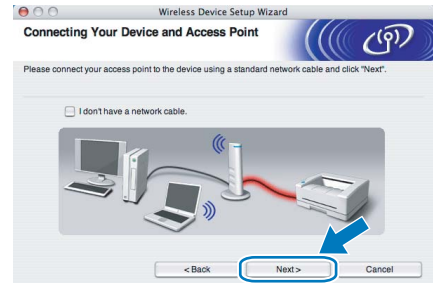 Wireless Device Setup Wizard
Connecting Your Device and Access Point
Please connect your access point to the device using a standard network cable and click "Next".
I don't have a network cable.
< Back
Next >
Cancel